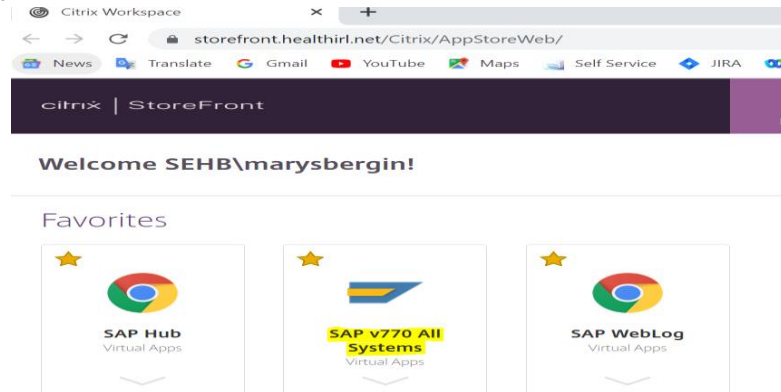 Citrix Workspace
storefront.healthirl.net/Citrix/AppStoreWeb/
News Translate Gmail YouTube Maps Self Service JIRA
citrix | StoreFront
Welcome SEHB\marysbergin!
Favorites
SAP Hub
Virtual Apps
SAP v770 All
Systems
Virtual Apps
SAP WebLog
Virtual Apps